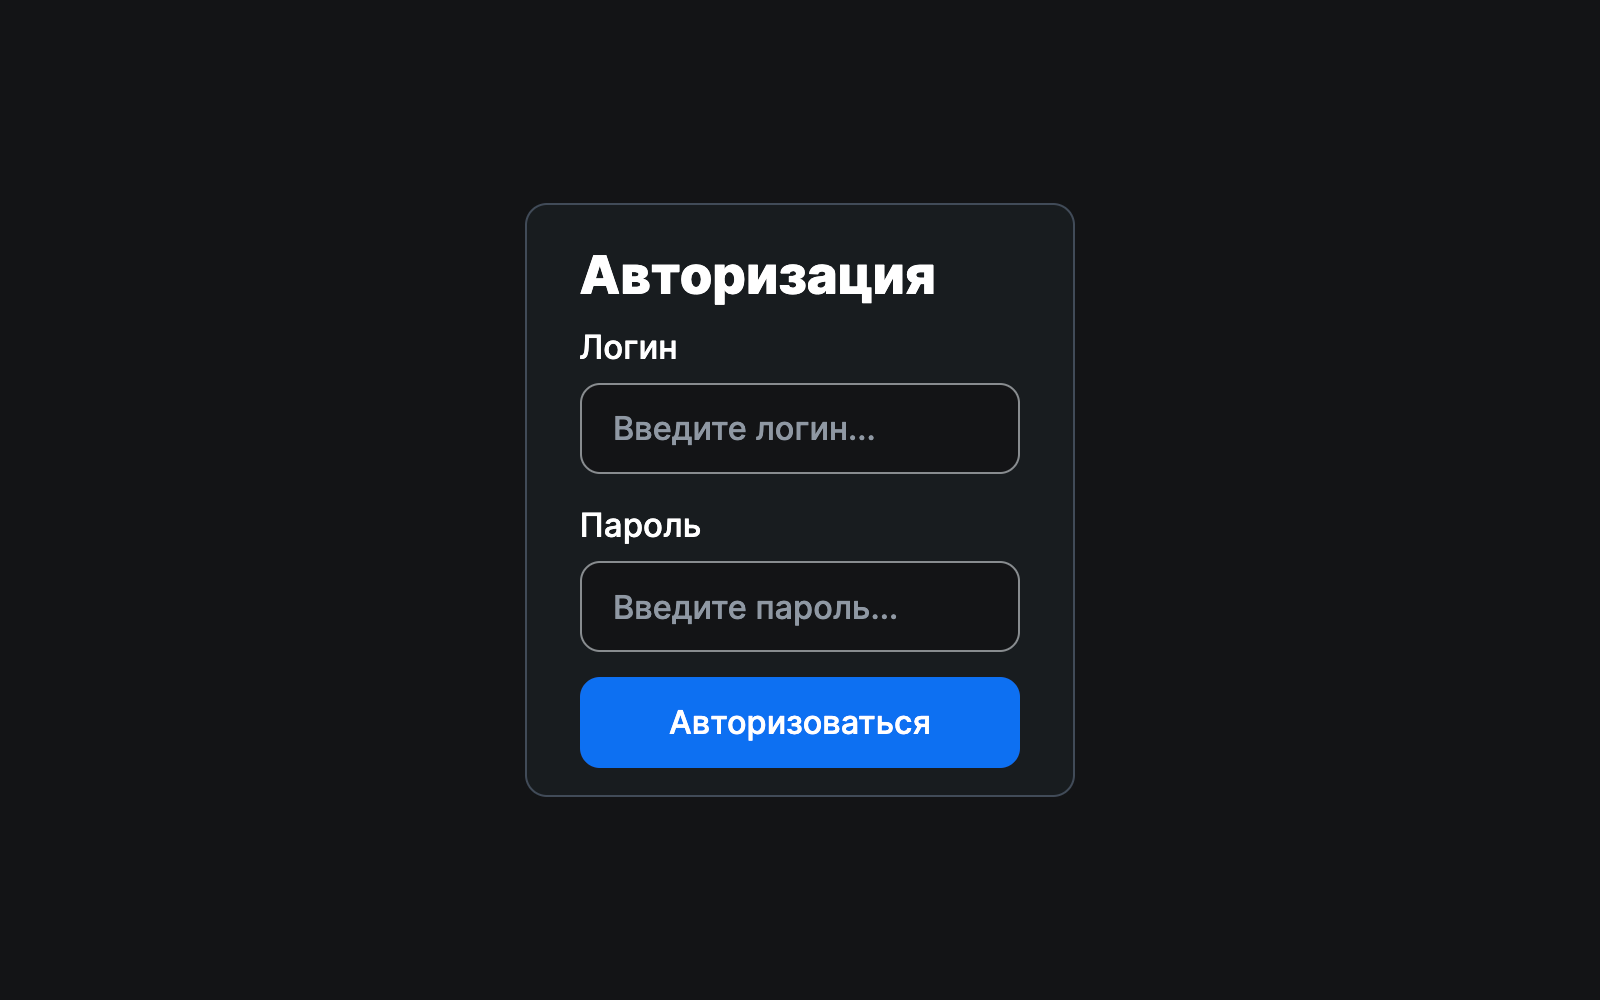 Авторизация
Логин
Введите логин...
Пароль
Введите пароль...
Авторизоваться